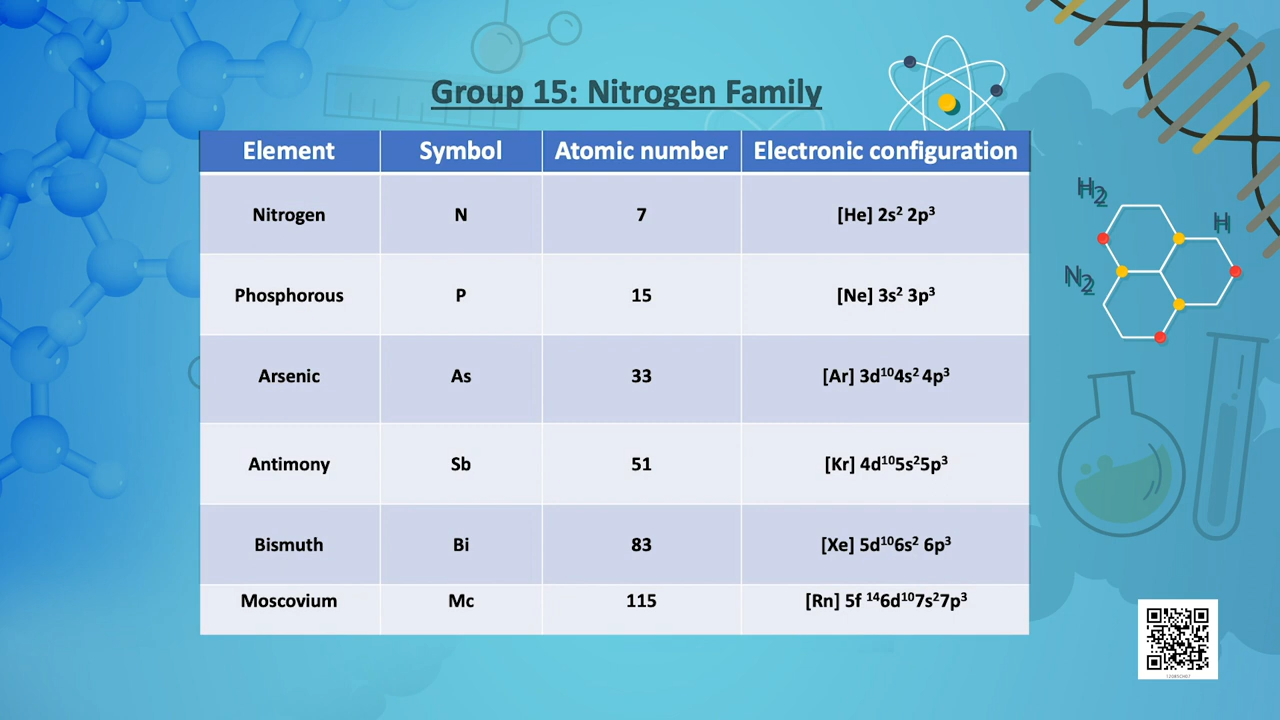 Group 15: Nitrogen Family
Element Symbol Atomic number Electronic configuration
Nitrogen N 7 [He] 2s² 2p³
Phosphorous P 15 [Ne] 3s² 3p³
Arsenic As 33 [Ar] 3d¹⁰4s² 4p³
Antimony Sb 51 [Kr] 4d¹⁰5s²5p³
Bismuth Bi 83 [Xe] 5d¹⁰6s² 6p³
Moscovium Mc 115 [Rn] 5f ¹⁴6d¹⁰7s²7p³
H₂
H
N₂